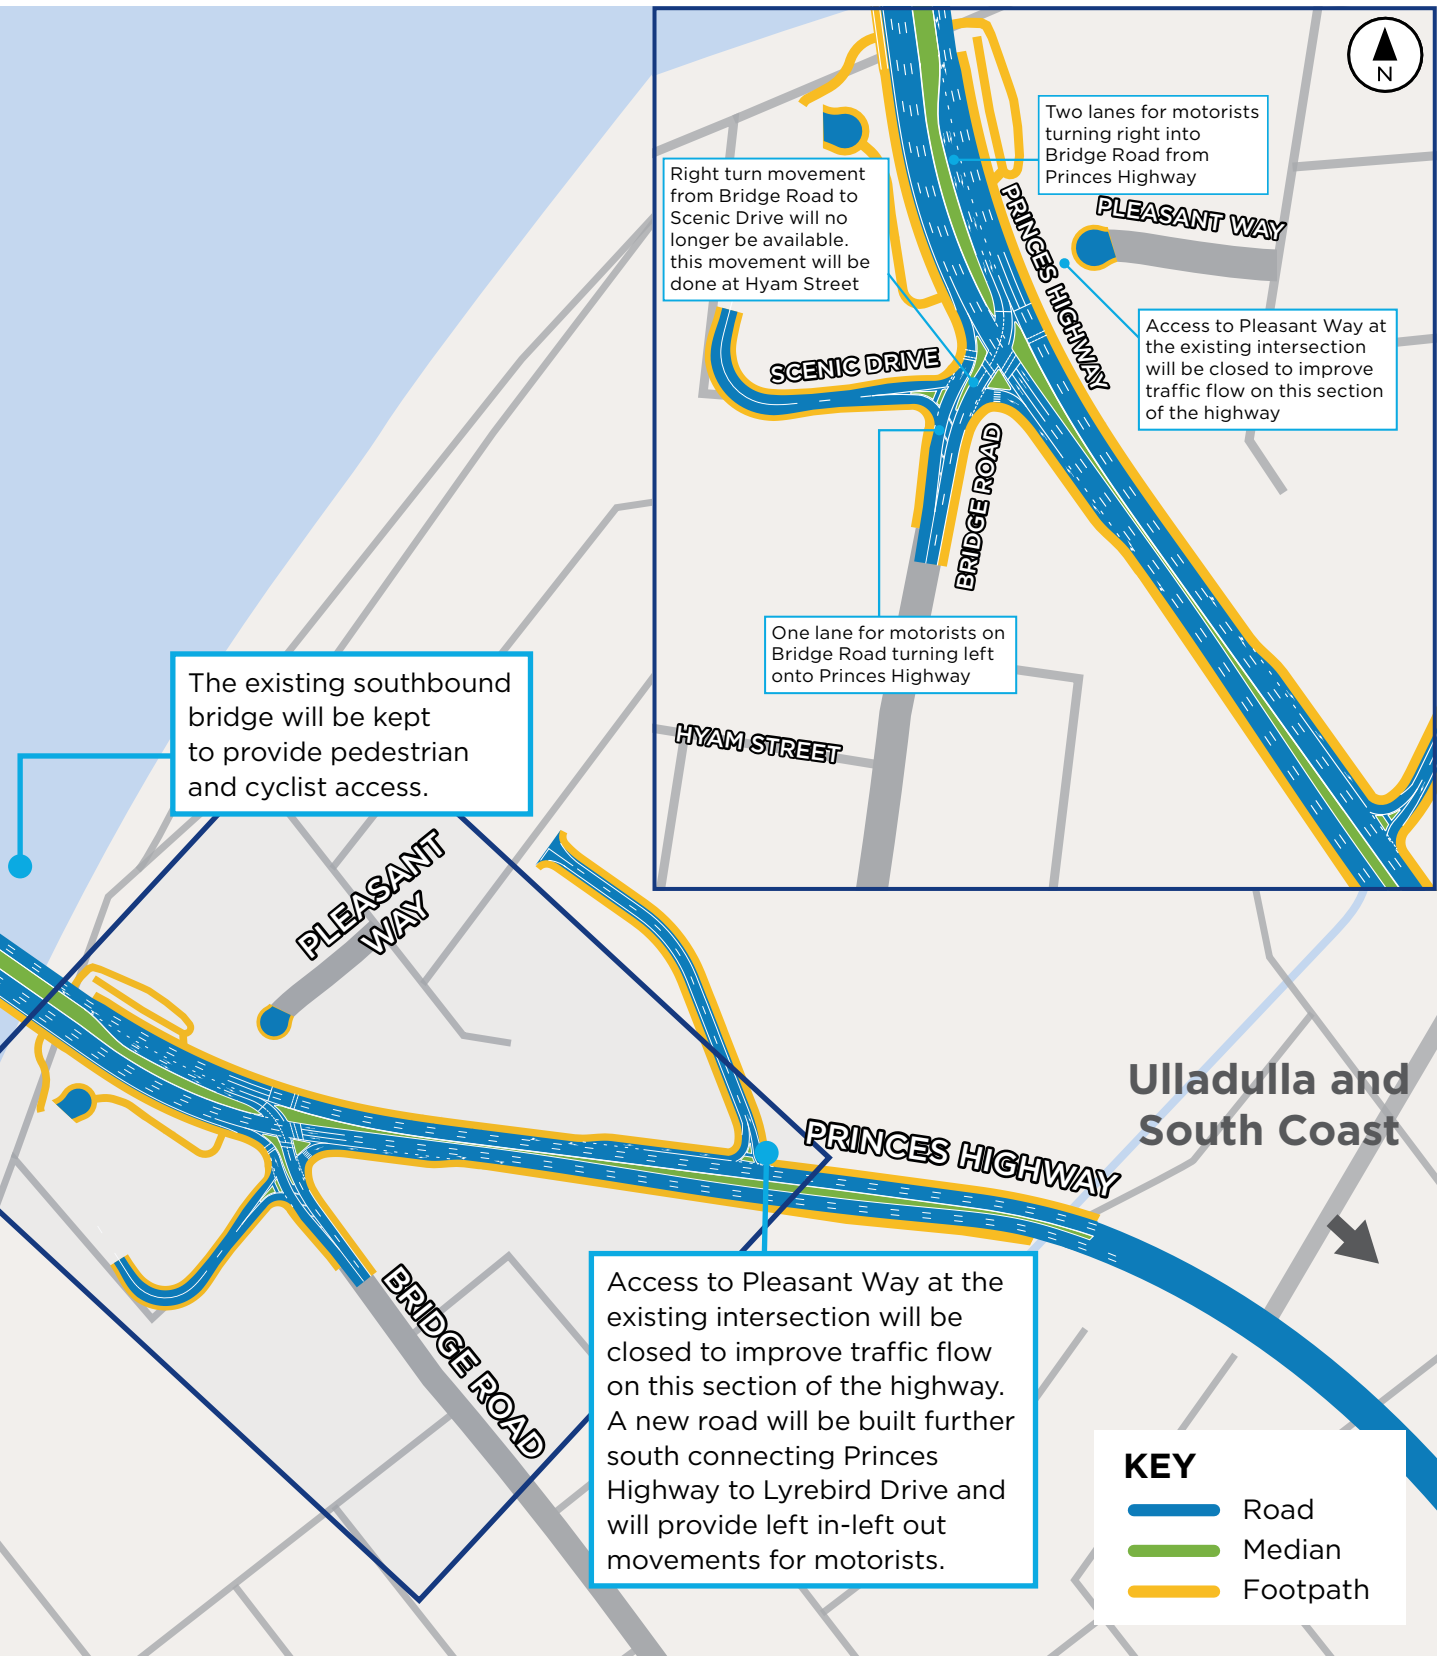 N
Two lanes for motorists
turning right into
Bridge Road from
Princes Highway
Right turn movement
from Bridge Road to
Scenic Drive will no
longer be available.
this movement will be
done at Hyam Street
PRINCES HIGHWAY
PLEASANT WAY
Access to Pleasant Way at
the existing intersection
will be closed to improve
traffic flow on this section
of the highway
SCENIC DRIVE
BRIDGE ROAD
One lane for motorists on
Bridge Road turning left
onto Princes Highway
HYAM STREET
The existing southbound
bridge will be kept
to provide pedestrian
and cyclist access.
PLEASANT
WAY
Ulladulla and
South Coast
PRINCES HIGHWAY
BRIDGE ROAD
Access to Pleasant Way at the
existing intersection will be
closed to improve traffic flow
on this section of the highway.
A new road will be built further
south connecting Princes
Highway to Lyrebird Drive and
will provide left in-left out
movements for motorists.
KEY
Road
Median
Footpath